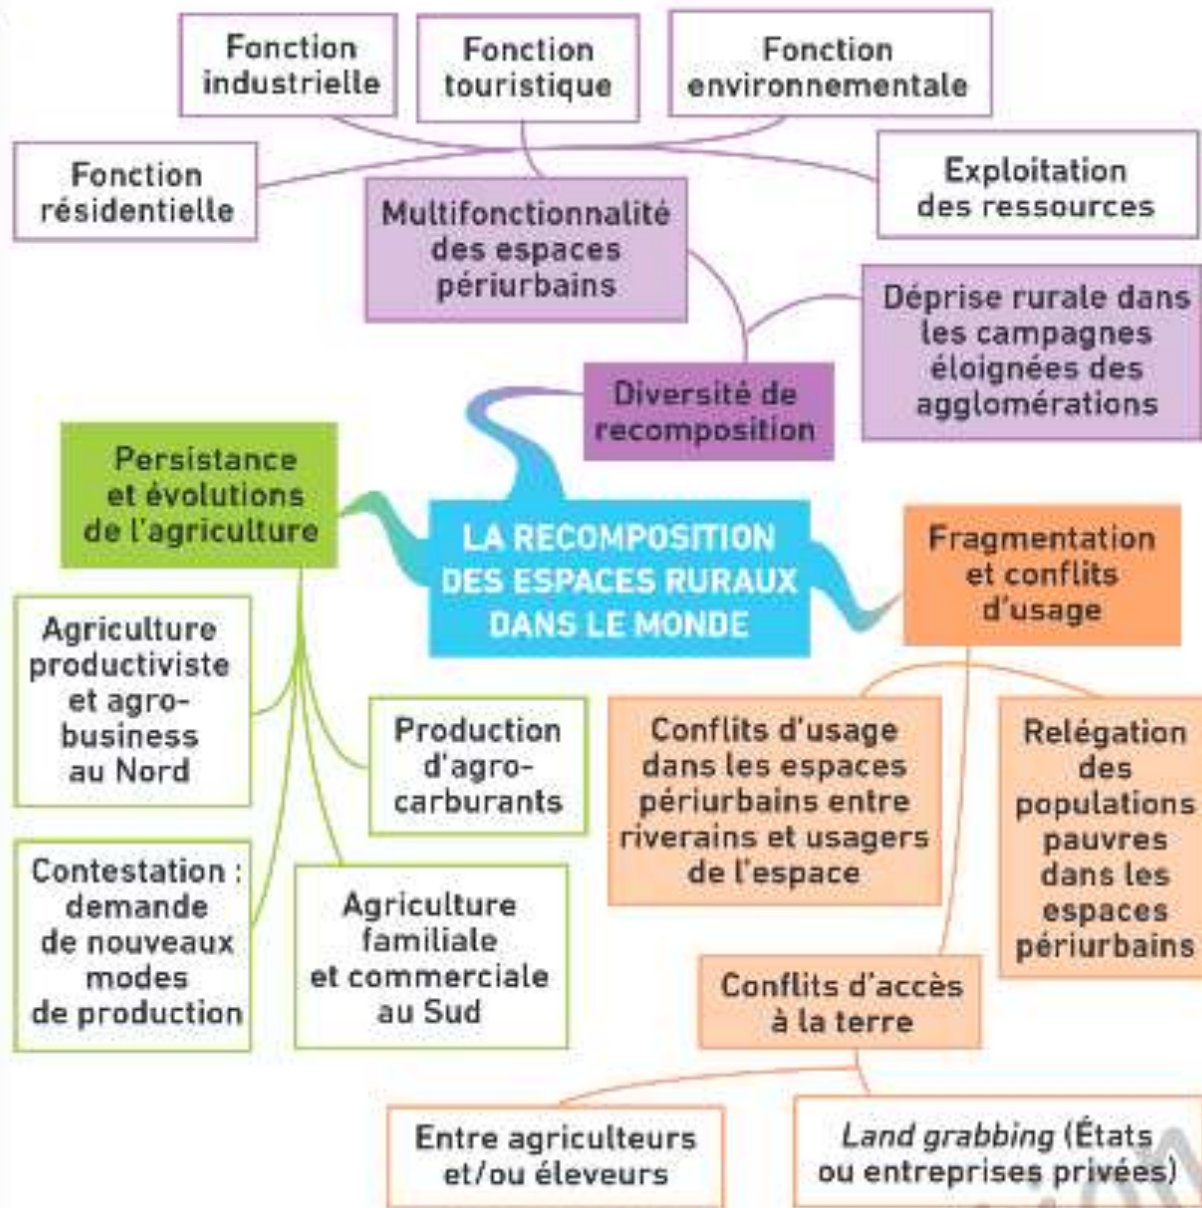 Fonction
industrielle
Fonction
touristique
Fonction
environnementale
Fonction
résidentielle
Exploitation
des ressources
Multifonctionnalité
des espaces
périurbains
Déprise rurale dans
les campagnes
éloignées des
agglomérations
Diversité de
recomposition
Persistance
et évolutions
de l'agriculture
LA RECOMPOSITION
DES ESPACES RURAUX
DANS LE MONDE
Fragmentation
et conflits
d'usage
Agriculture
productiviste
et agro-
business
au Nord
Production
d'agro-
carburants
Contestation :
demande
de nouveaux
modes
de production
Agriculture
familiale
et commerciale
au Sud
Conflits d'usage
dans les espaces
périurbains entre
riverains et usagers
de l'espace
Relégation
des
populations
pauvres
dans les
espaces
périurbains
Conflits d'accès
à la terre
Entre agriculteurs
et/ou éleveurs
Land grabbing (États
ou entreprises privées)